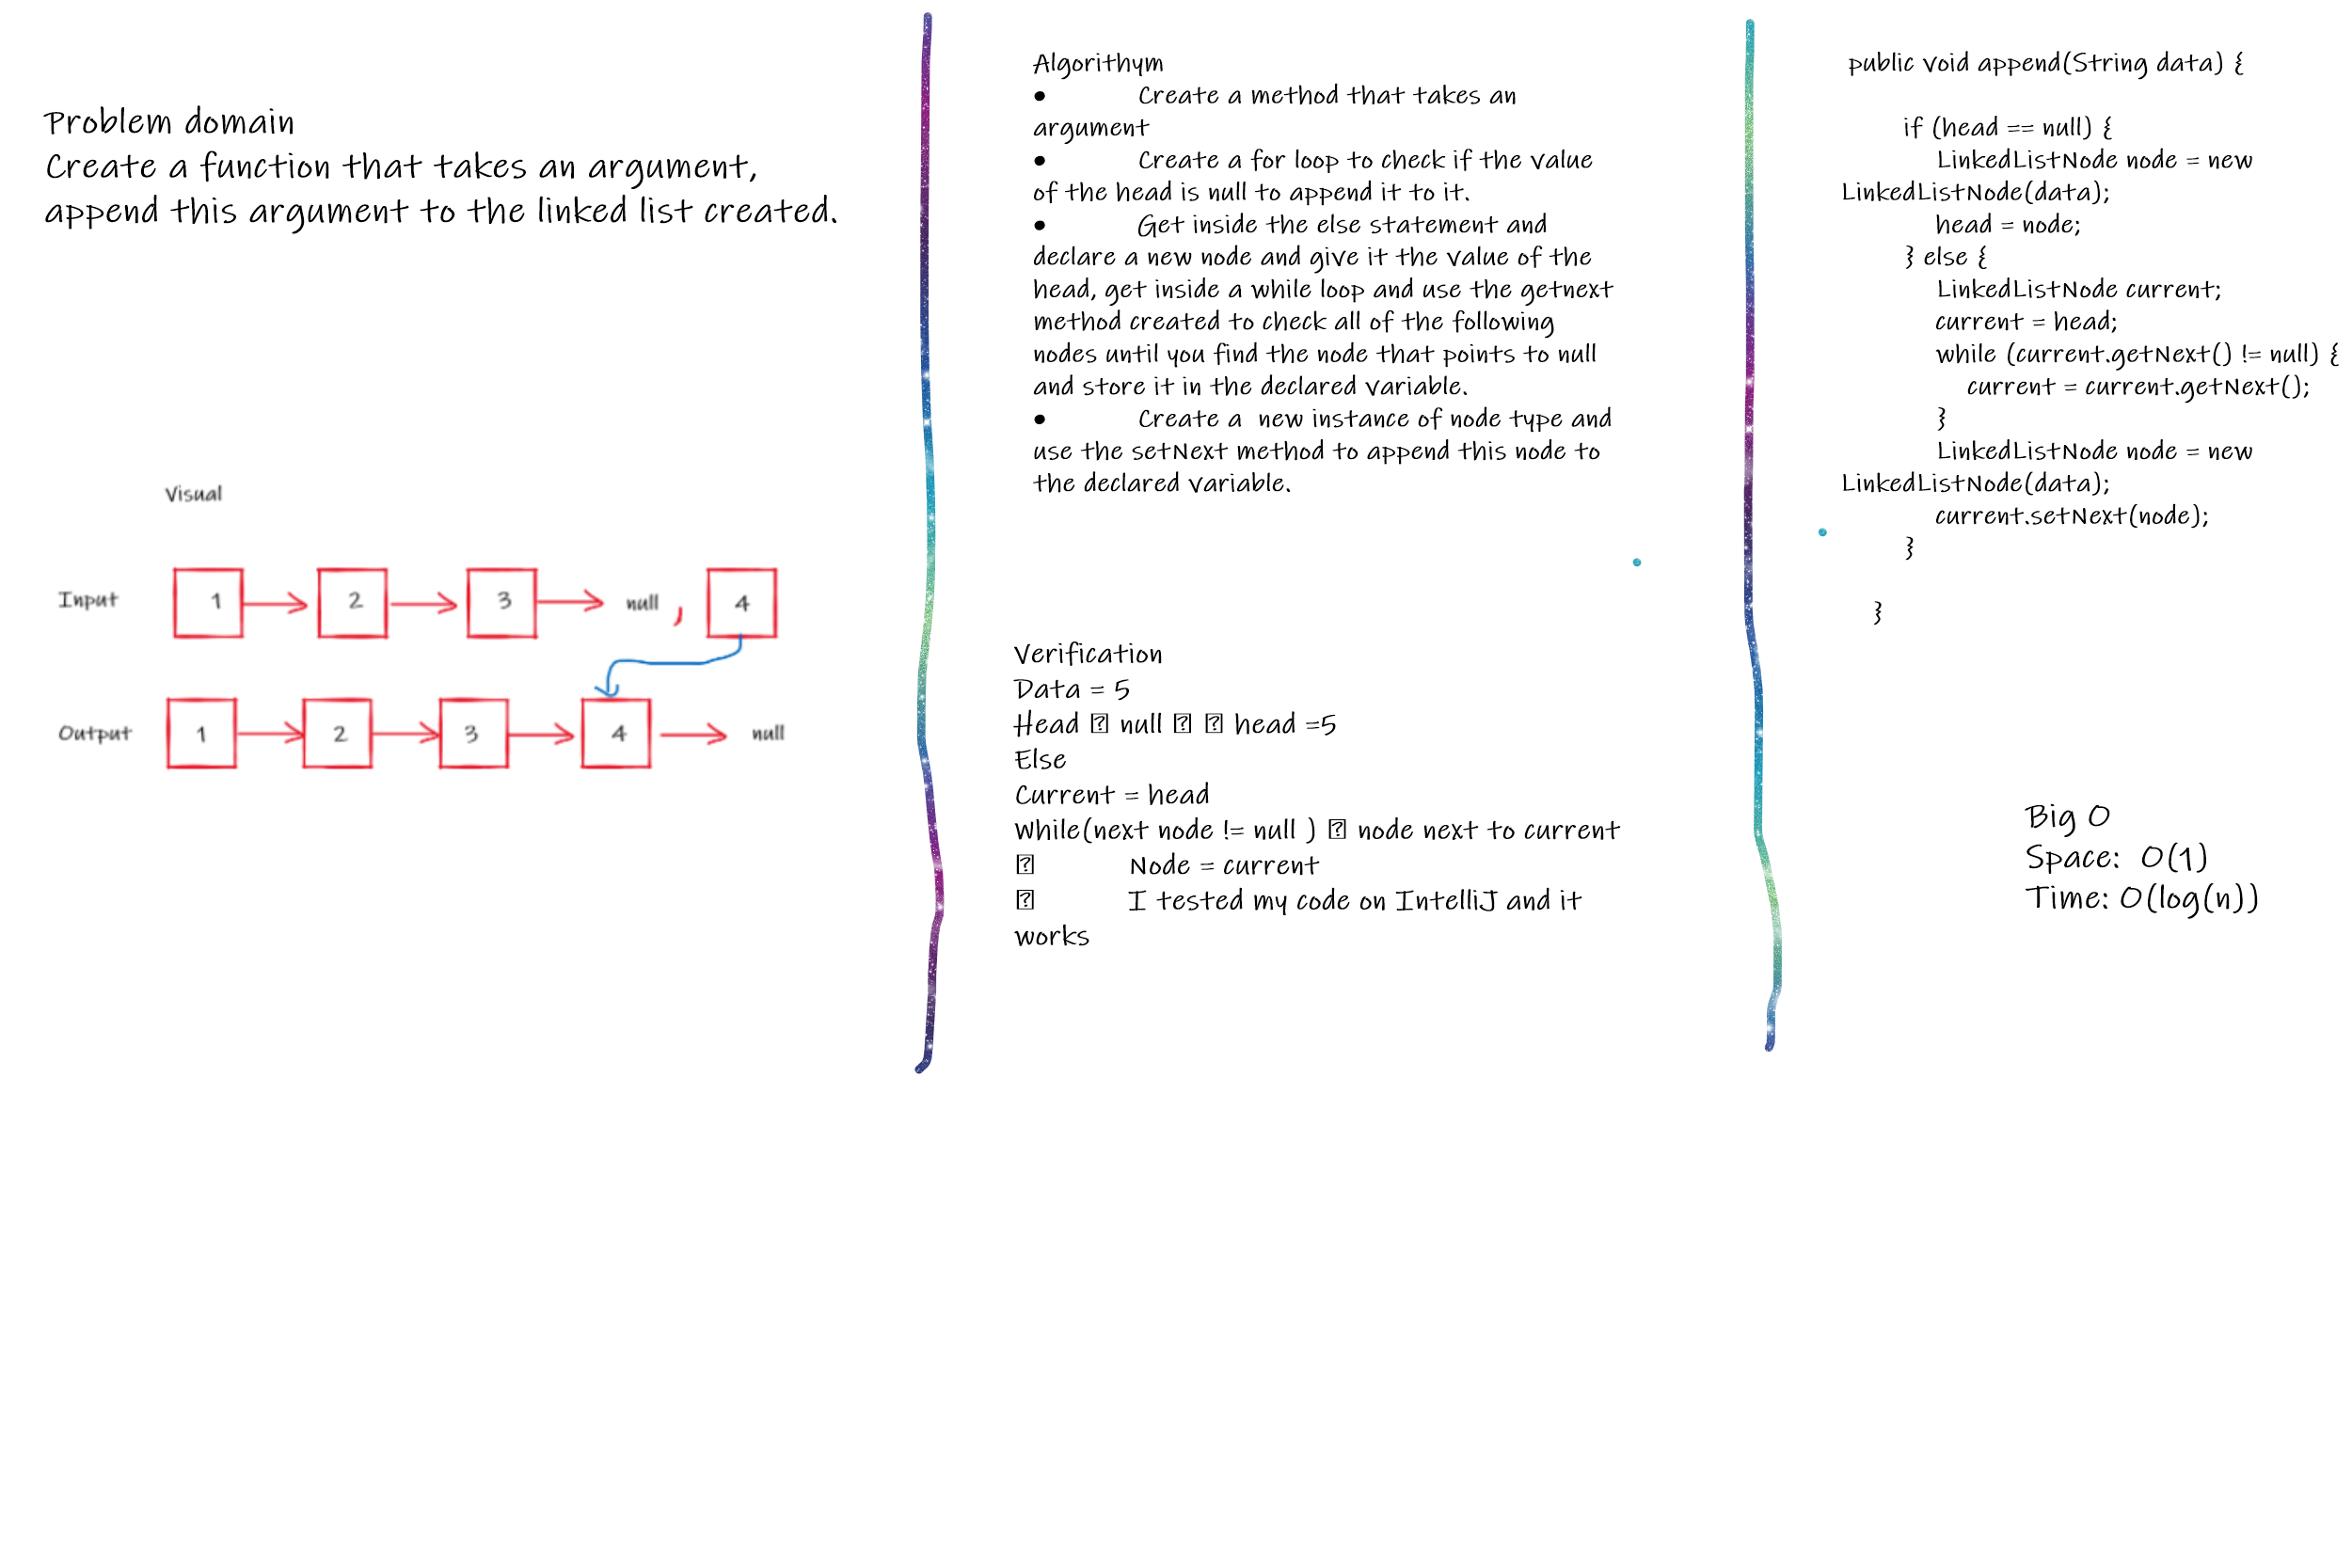 Problem domain
Create a function that takes an argument,
append this argument to the linked list created.
Visual
Input 1 2 3 null , 4
Output 1 2 3 4 null
Algorithym
• Create a method that takes an
argument
• Create a for loop to check if the value
of the head is null to append it to it.
• Get inside the else statement and
declare a new node and give it the value of the
head, get inside a while loop and use the getnext
method created to check all of the following
nodes until you find the node that points to null
and store it in the declared variable.
• Create a new instance of node type and
use the setNext method to append this node to
the declared variable.
Verification
Data = 5
Head ⍰ null ⍰ ⍰ head =5
Else
Current = head
While(next node != null ) ⍰ node next to current
⍰ Node = current
⍰ I tested my code on IntelliJ and it
works
public void append(String data) {
if (head == null) {
LinkedListNode node = new
LinkedListNode(data);
head = node;
} else {
LinkedListNode current;
current = head;
while (current.getNext() != null) {
current = current.getNext();
}
LinkedListNode node = new
LinkedListNode(data);
current.setNext(node);
}
}
Big O
Space: O(1)
Time: O(log(n))